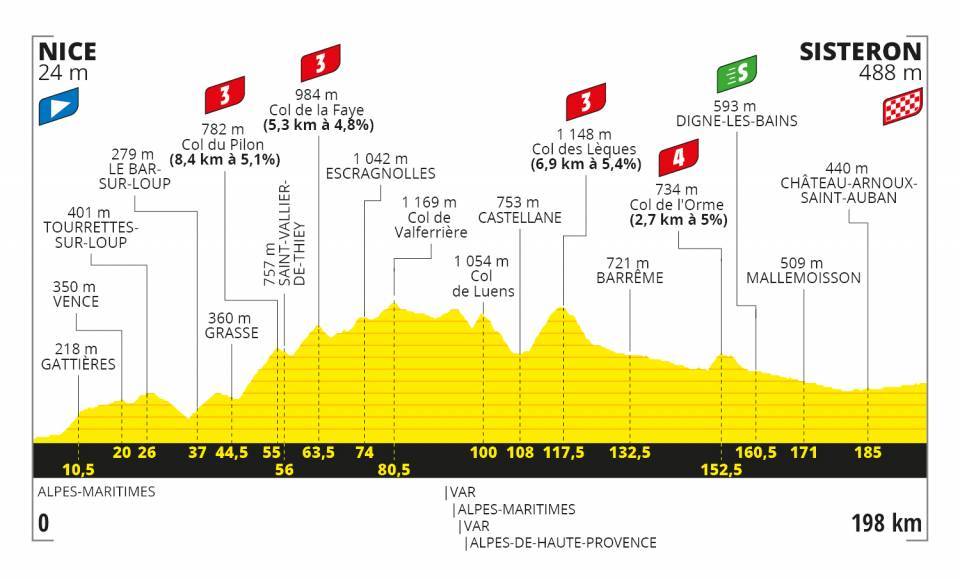 NICE
24 m
SISTERON
488 m
3
782 m
Col du Pilon
(8,4 km à 5,1%)
3
984 m
Col de la Faye
(5,3 km à 4,8%)
3
1 148 m
Col des Lèques
(6,9 km à 5,4%)
4
734 m
Col de l'Orme
(2,7 km à 5%)
S
593 m
DIGNE-LES-BAINS
279 m
LE BAR-
SUR-LOUP
401 m
TOURRETTES-
SUR-LOUP
350 m
VENCE
218 m
GATTIÈRES
360 m
GRASSE
757 m
SAINT-VALLIER-
DE-THIEY
1 042 m
ESCRAGNOLLES
1 169 m
Col de
Valferrière
1 054 m
Col
de Luens
753 m
CASTELLANE
721 m
BARRÊME
509 m
MALLEMOISSON
440 m
CHÂTEAU-ARNOUX-
SAINT-AUBAN
10,5
20
26
37
44,5
55
56
63,5
74
80,5
100
108
117,5
132,5
152,5
160,5
171
185
ALPES-MARITIMES
|VAR
|ALPES-MARITIMES
|VAR
|ALPES-DE-HAUTE-PROVENCE
0
198 km